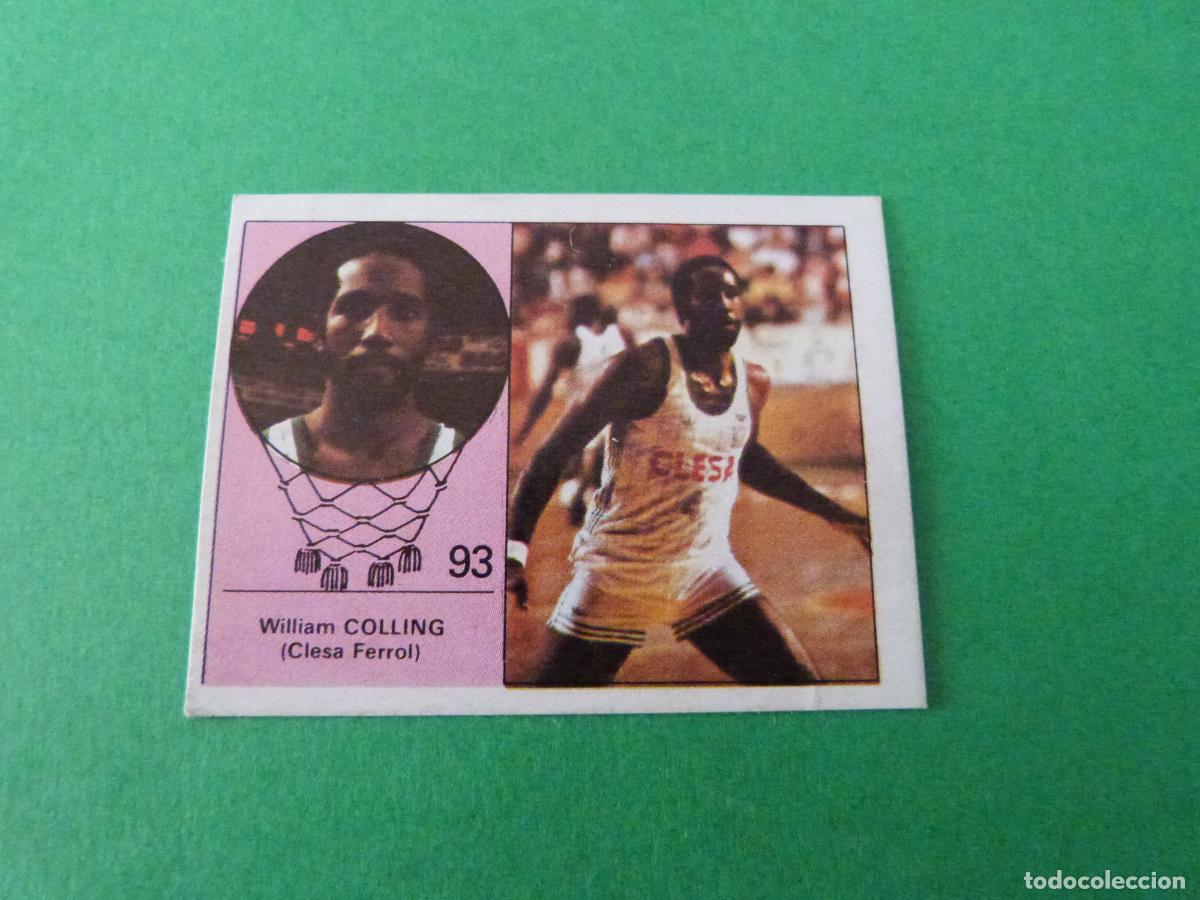 CLESA
93
William COLLING
(Clesa Ferrol)
todocoleccion